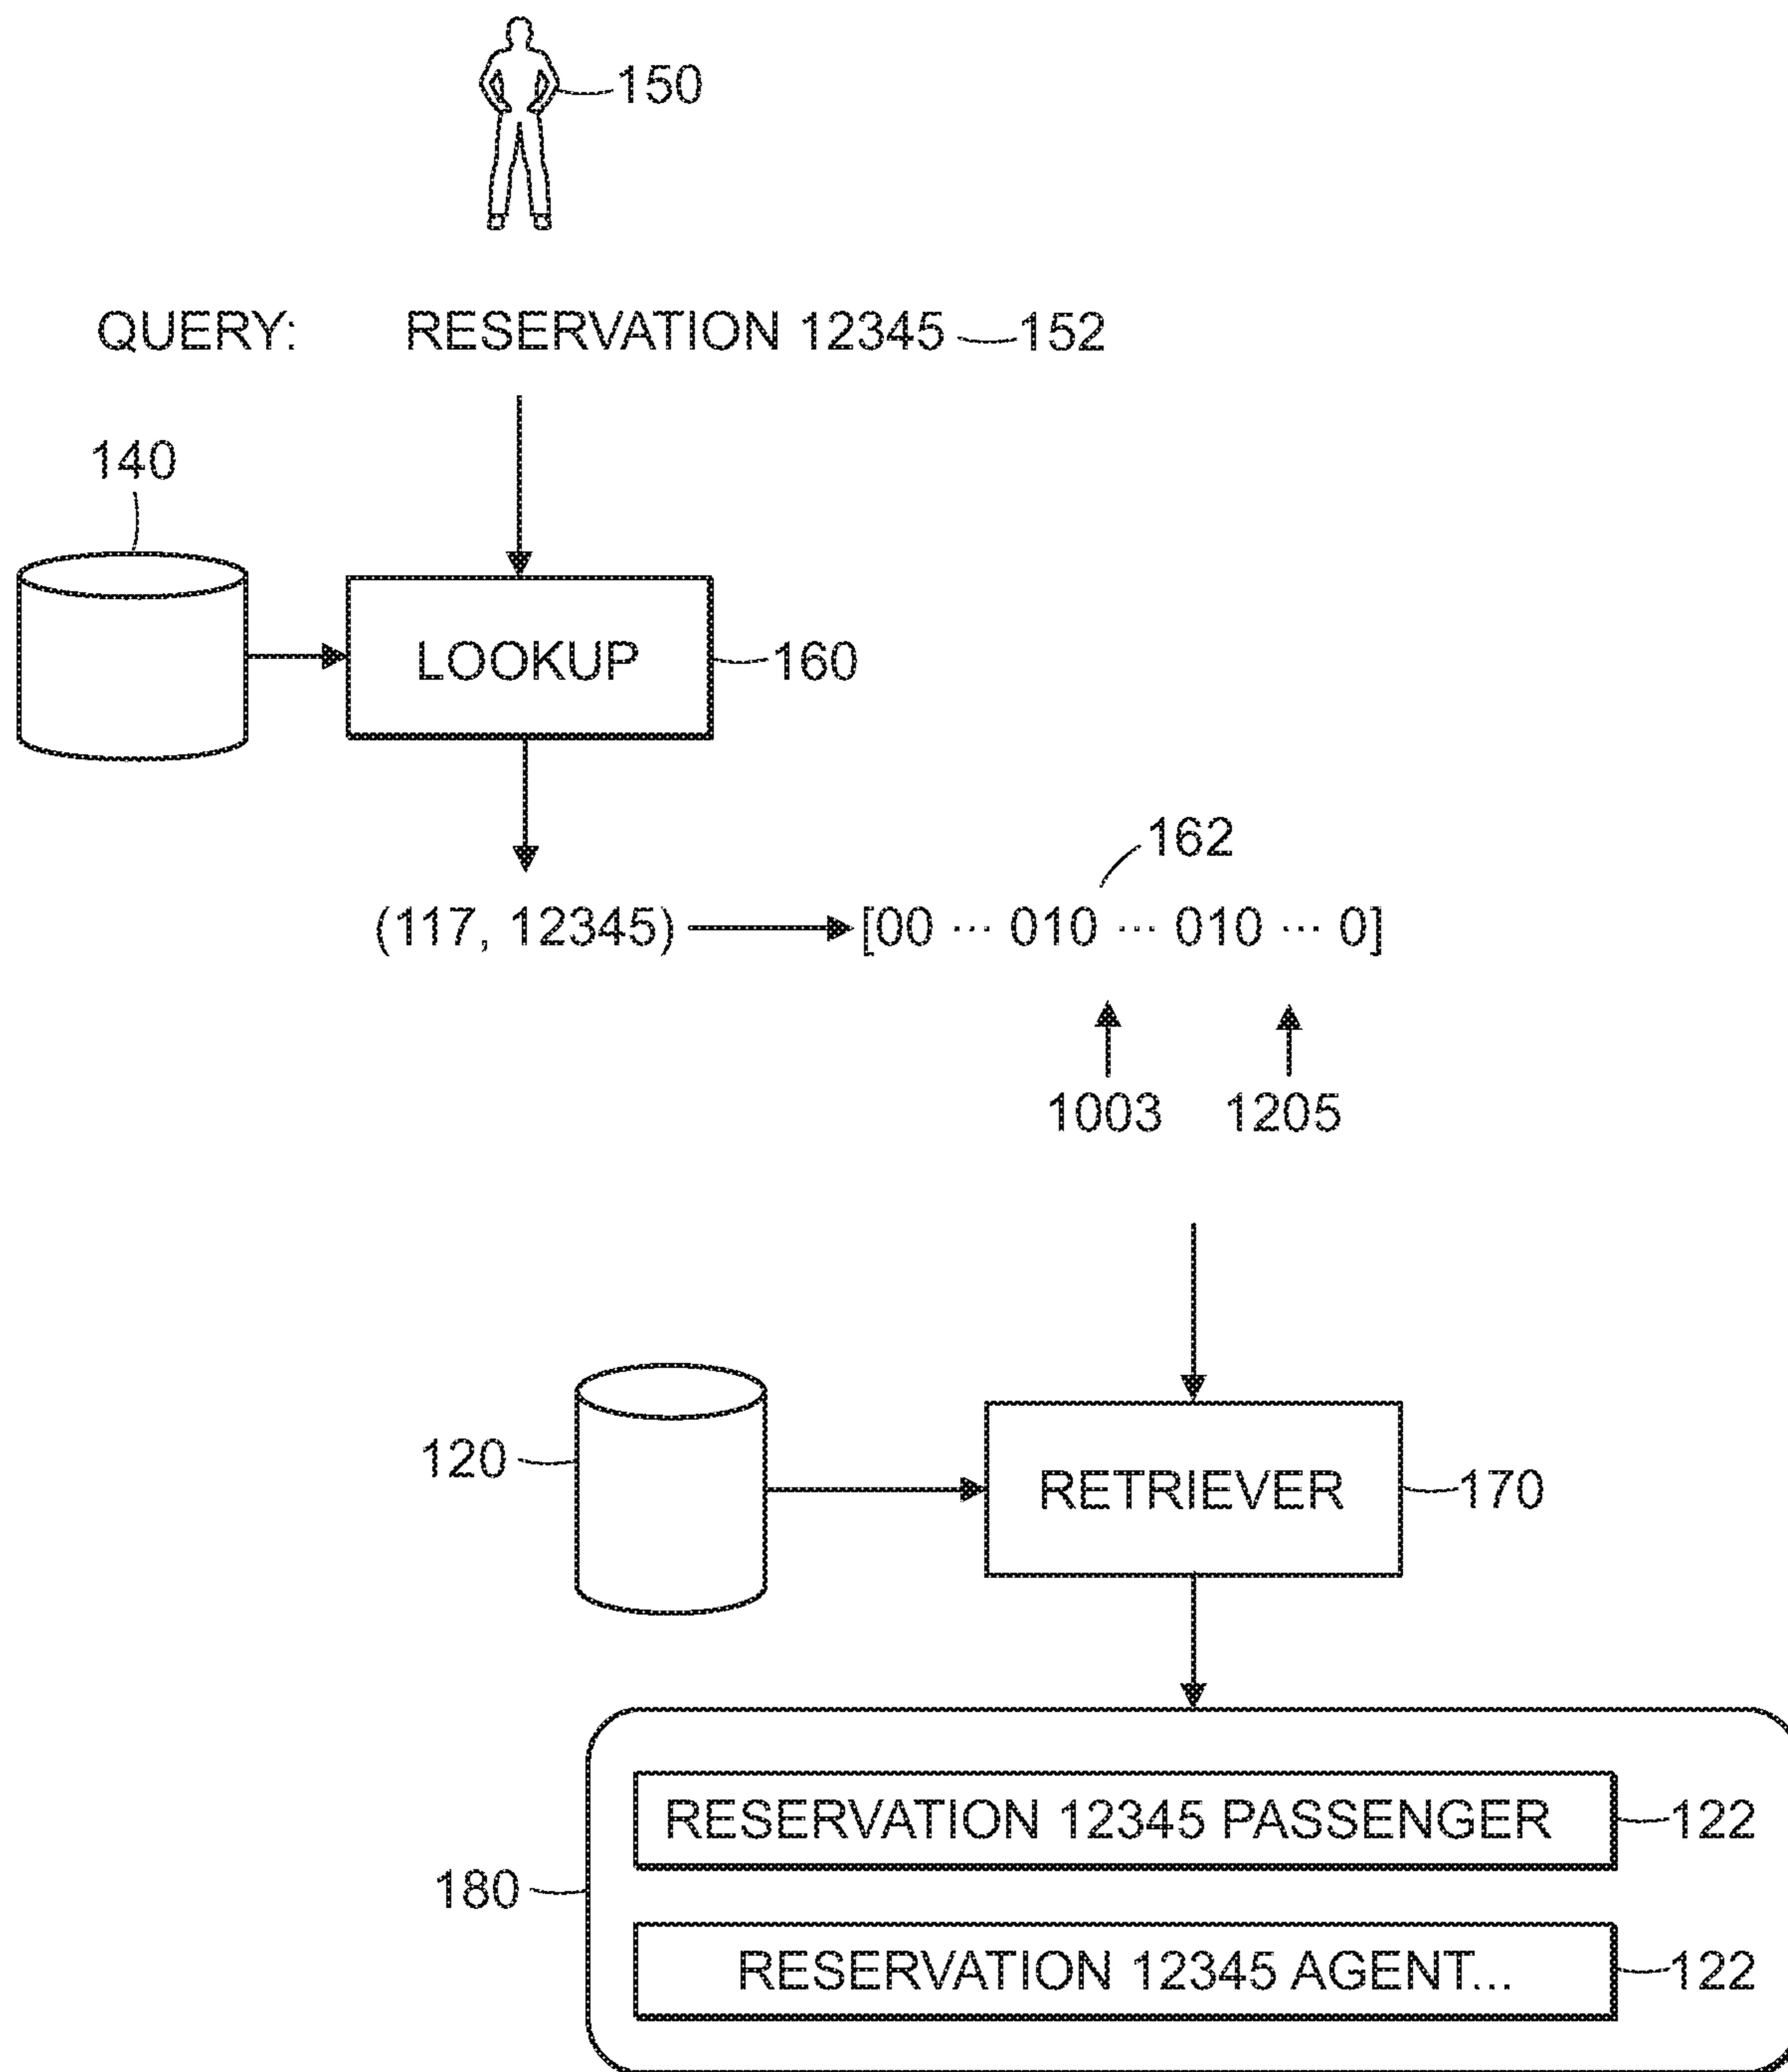 150
QUERY: RESERVATION 12345 152
140
LOOKUP 160
162
(117, 12345) [00 ... 010 ... 010 ... 0]
1003 1205
120 RETRIEVER 170
RESERVATION 12345 PASSENGER 122
180
RESERVATION 12345 AGENT... 122